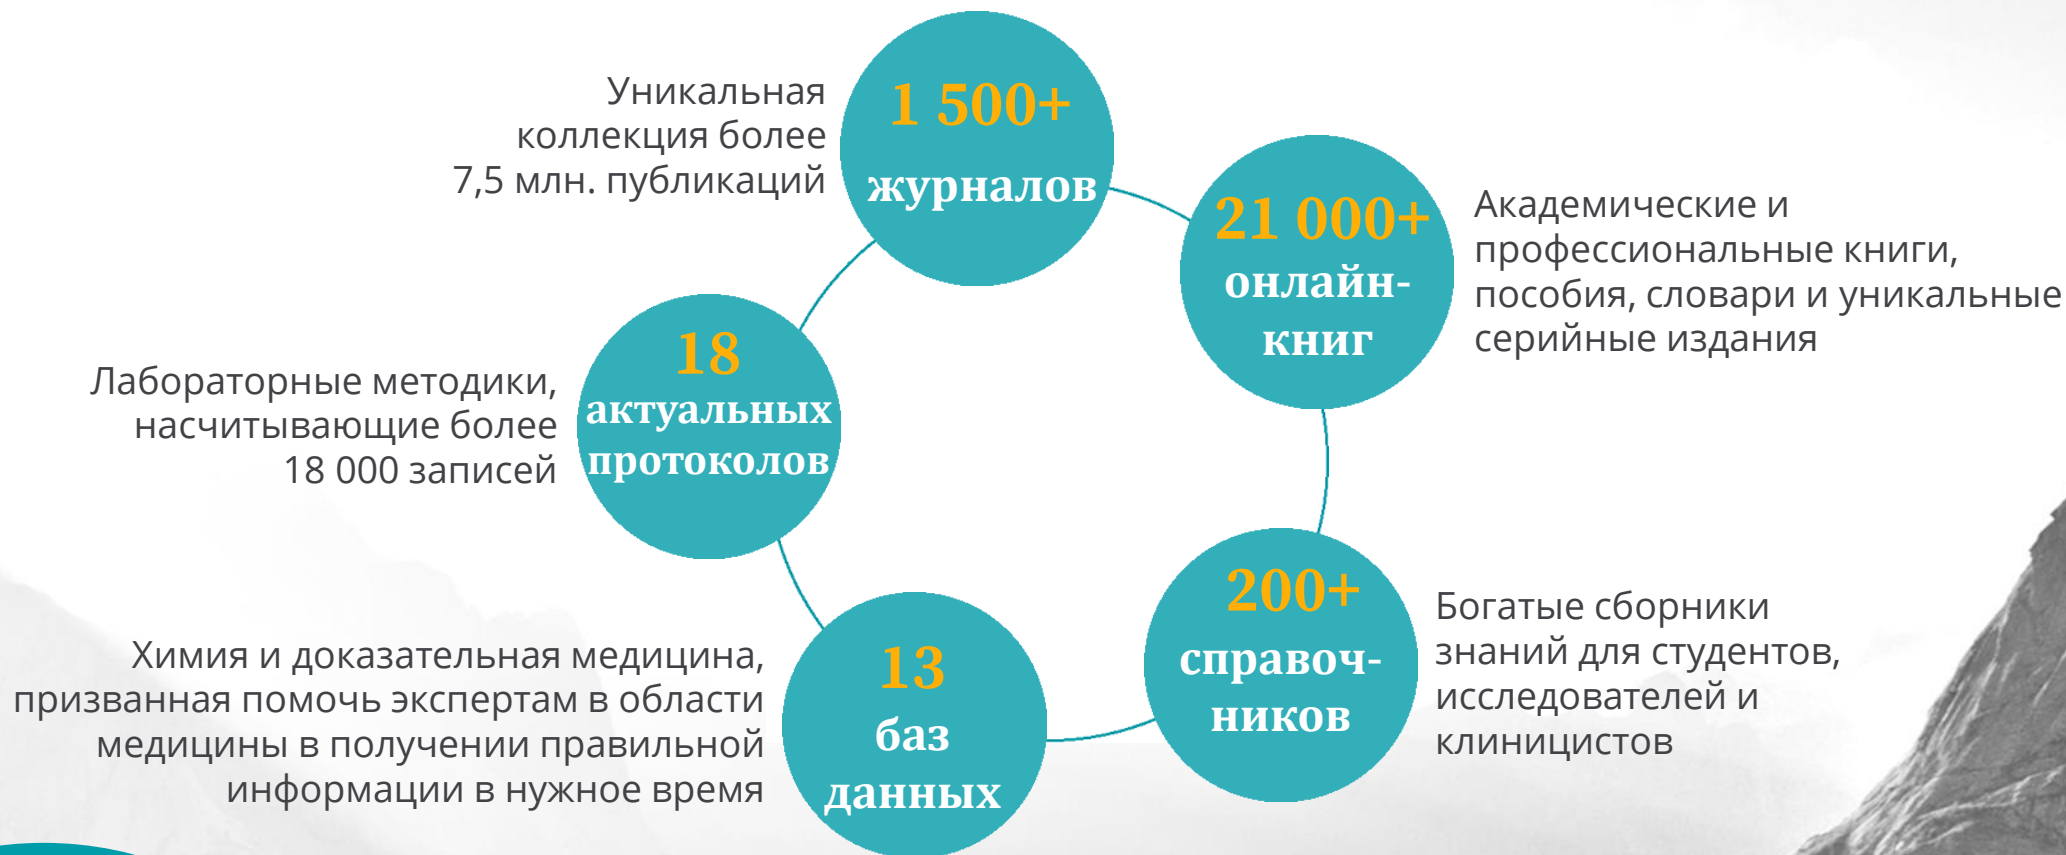 Уникальная
коллекция более
7,5 млн. публикаций
1 500+
журналов
21 000+
онлайн-
книг
Академические и
профессиональные книги,
пособия, словари и уникальные
серийные издания
Лабораторные методики,
насчитывающие более
18 000 записей
18
актуальных
протоколов
200+
справоч-
ников
Богатые сборники
знаний для студентов,
исследователей и
клиницистов
Химия и доказательная медицина,
призванная помочь экспертам в области
медицины в получении правильной
информации в нужное время
13
баз
данных